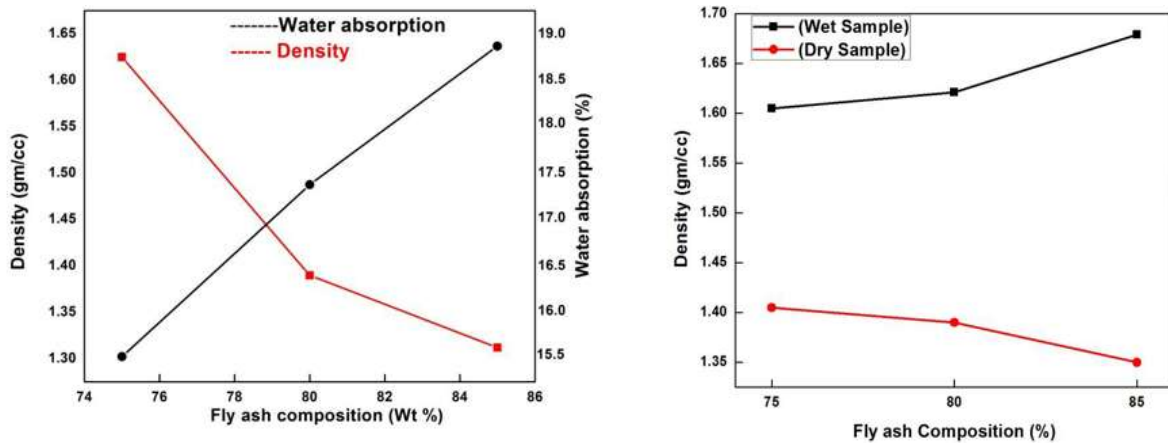 Water absorption
Density
1.65
1.60
1.55
1.50
1.45
1.40
1.35
1.30
Density (gm/cc)
19.0
18.5
18.0
17.5
17.0
16.5
16.0
15.5
Water absorption (%)
74 76 78 80 82 84 86
Fly ash composition (Wt %)
(Wet Sample)
(Dry Sample)
1.70
1.65
1.60
1.55
1.50
1.40
1.35
Density (gm/cc)
75 80 85
Fly ash Composition (%)